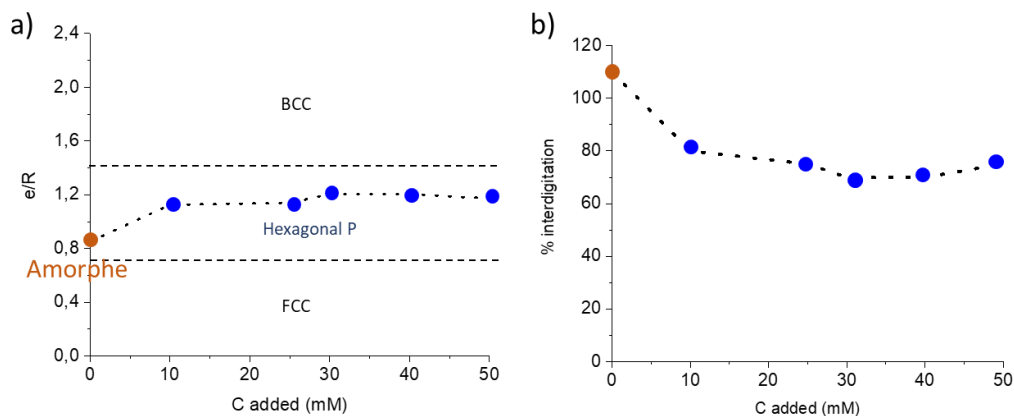 a)
2,4
2,0
1,6
1,2
0,8
0,4
0,0
e/R
BCC
Hexagonal P
Amorphe
FCC
0 10 20 30 40 50
C added (mM)
b)
120
100
80
60
40
20
0
% interdigitation
0 10 20 30 40 50
C added (mM)